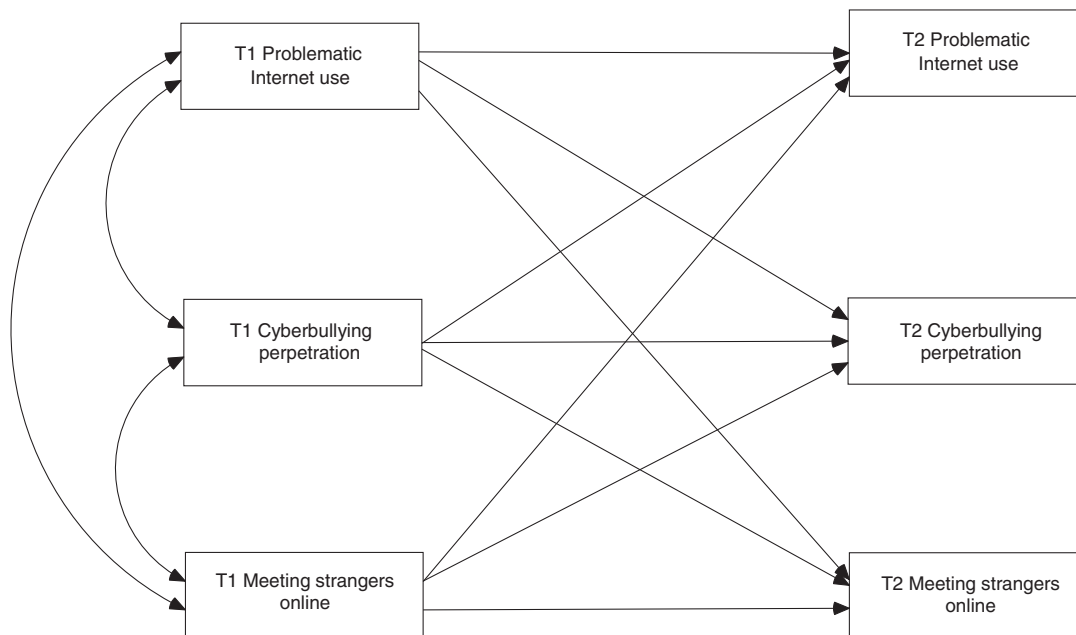 T1 Problematic
Internet use
T2 Problematic
Internet use
T1 Cyberbullying
perpetration
T2 Cyberbullying
perpetration
T1 Meeting strangers
online
T2 Meeting strangers
online